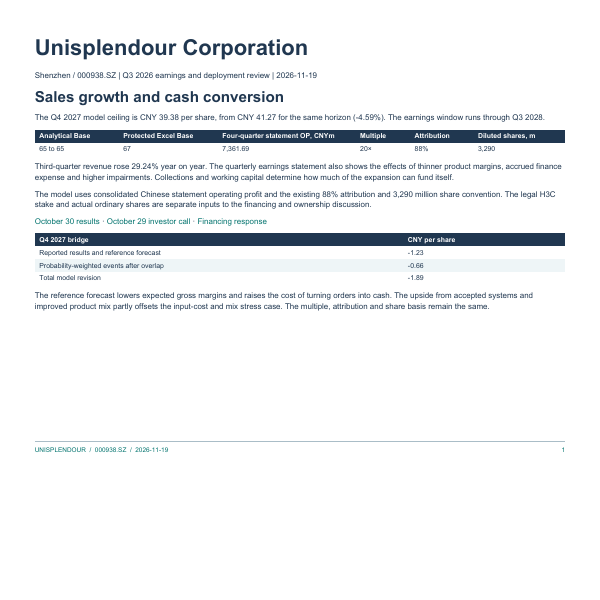 Unisplendour Corporation
Shenzhen / 000938.SZ | Q3 2026 earnings and deployment review | 2026-11-19
Sales growth and cash conversion
The Q4 2027 model ceiling is CNY 39.38 per share, from CNY 41.27 for the same horizon (-4.59%). The earnings window runs through Q3 2028.
Analytical Base Protected Excel Base Four-quarter statement OP, CNYm Multiple Attribution Diluted shares, m
65 to 65 67 7,361.69 20× 88% 3,290
Third-quarter revenue rose 29.24% year on year. The quarterly earnings statement also shows the effects of thinner product margins, accrued finance
expense and higher impairments. Collections and working capital determine how much of the expansion can fund itself.
The model uses consolidated Chinese statement operating profit and the existing 88% attribution and 3,290 million share convention. The legal H3C
stake and actual ordinary shares are separate inputs to the financing and ownership discussion.
October 30 results · October 29 investor call · Financing response
Q4 2027 bridge CNY per share
Reported results and reference forecast -1.23
Probability-weighted events after overlap -0.66
Total model revision -1.89
The reference forecast lowers expected gross margins and raises the cost of turning orders into cash. The upside from accepted systems and
improved product mix partly offsets the input-cost and mix stress case. The multiple, attribution and share basis remain the same.
UNISPLENDOUR / 000938.SZ / 2026-11-19 1